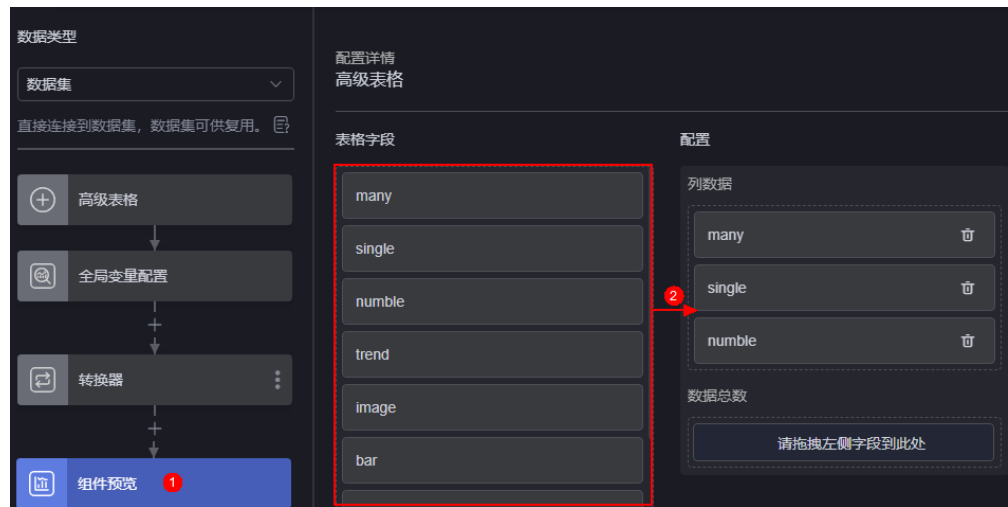 数据类型
数据集
直接连接到数据集，数据集可供复用。
高级表格
全局变量配置
转换器
组件预览 1
配置详情
高级表格
表格字段
many
single
numble
trend
image
bar
2
配置
列数据
many
single
numble
数据总数
请拖拽左侧字段到此处